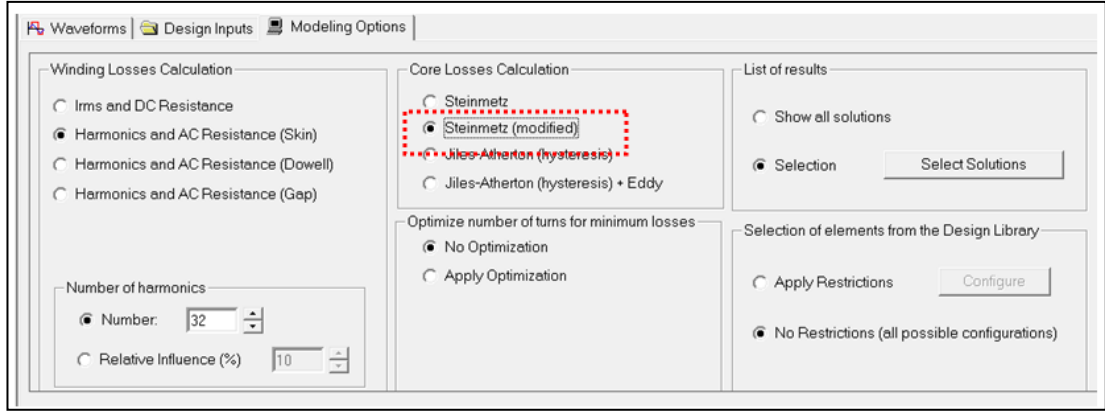 Waveforms Design Inputs Modeling Options
Winding Losses Calculation
Irms and DC Resistance
Harmonics and AC Resistance (Skin)
Harmonics and AC Resistance (Dowell)
Harmonics and AC Resistance (Gap)
Number of harmonics
Number: 32
Relative Influence (%) 10
Core Losses Calculation
Steinmetz
Steinmetz (modified)
Jiles-Atherton (hysteresis)
Jiles-Atherton (hysteresis) + Eddy
Optimize number of turns for minimum losses
No Optimization
Apply Optimization
List of results
Show all solutions
Selection Select Solutions
Selection of elements from the Design Library
Apply Restrictions Configure
No Restrictions (all possible configurations)